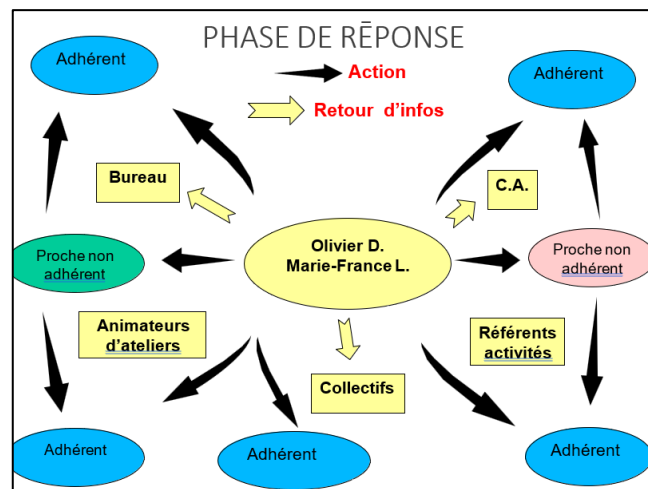 PHASE DE RĒPONSE
Adhérent
Action
Adhérent
Retour d’infos
Bureau
C.A.
Olivier D.
Marie-France L.
Proche non
adhérent
Proche non
adhérent
Animateurs
d’ateliers
Référents
activités
Collectifs
Adhérent
Adhérent
Adhérent